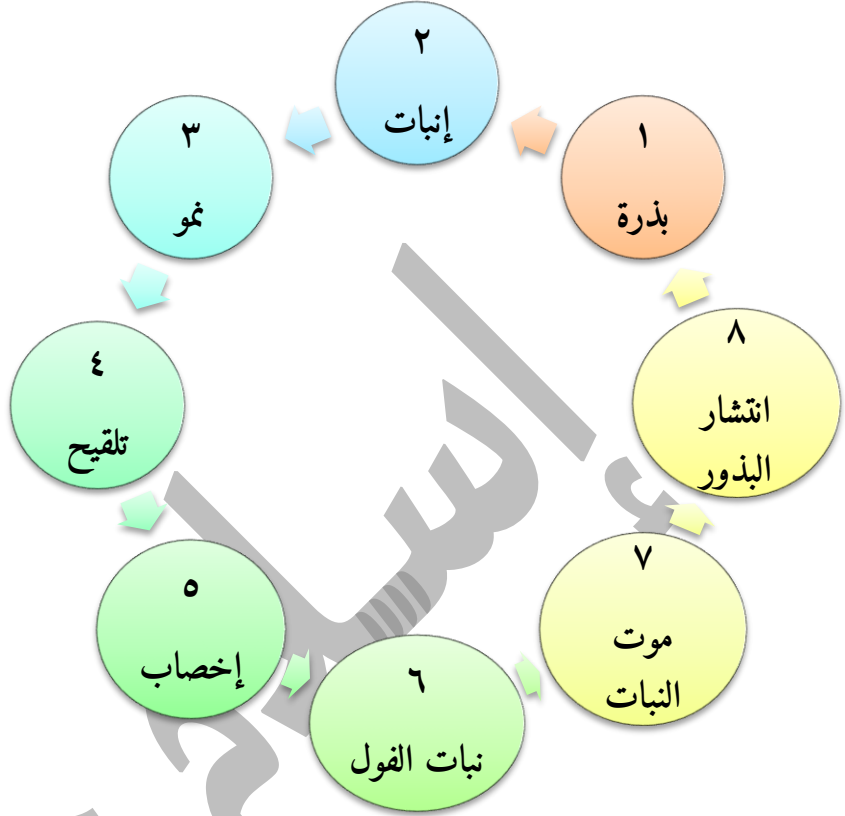 ١
بذرة
٢
إنبات
٣
نمو
٤
تلقيح
٥
إخصاب
٦
نبات الفول
٧
موت
النبات
٨
انتشار
البذور